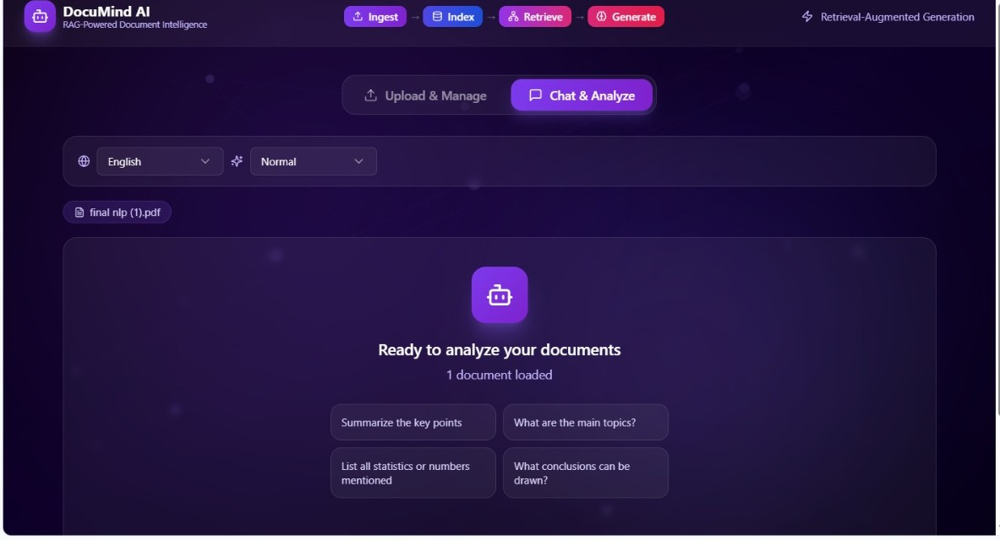 DocuMind AI
RAG-Powered Document Intelligence
Ingest → Index → Retrieve → Generate
Retrieval-Augmented Generation
Upload & Manage
Chat & Analyze
English
Normal
final nlp (1).pdf
Ready to analyze your documents
1 document loaded
Summarize the key points
What are the main topics?
List all statistics or numbers
mentioned
What conclusions can be
drawn?